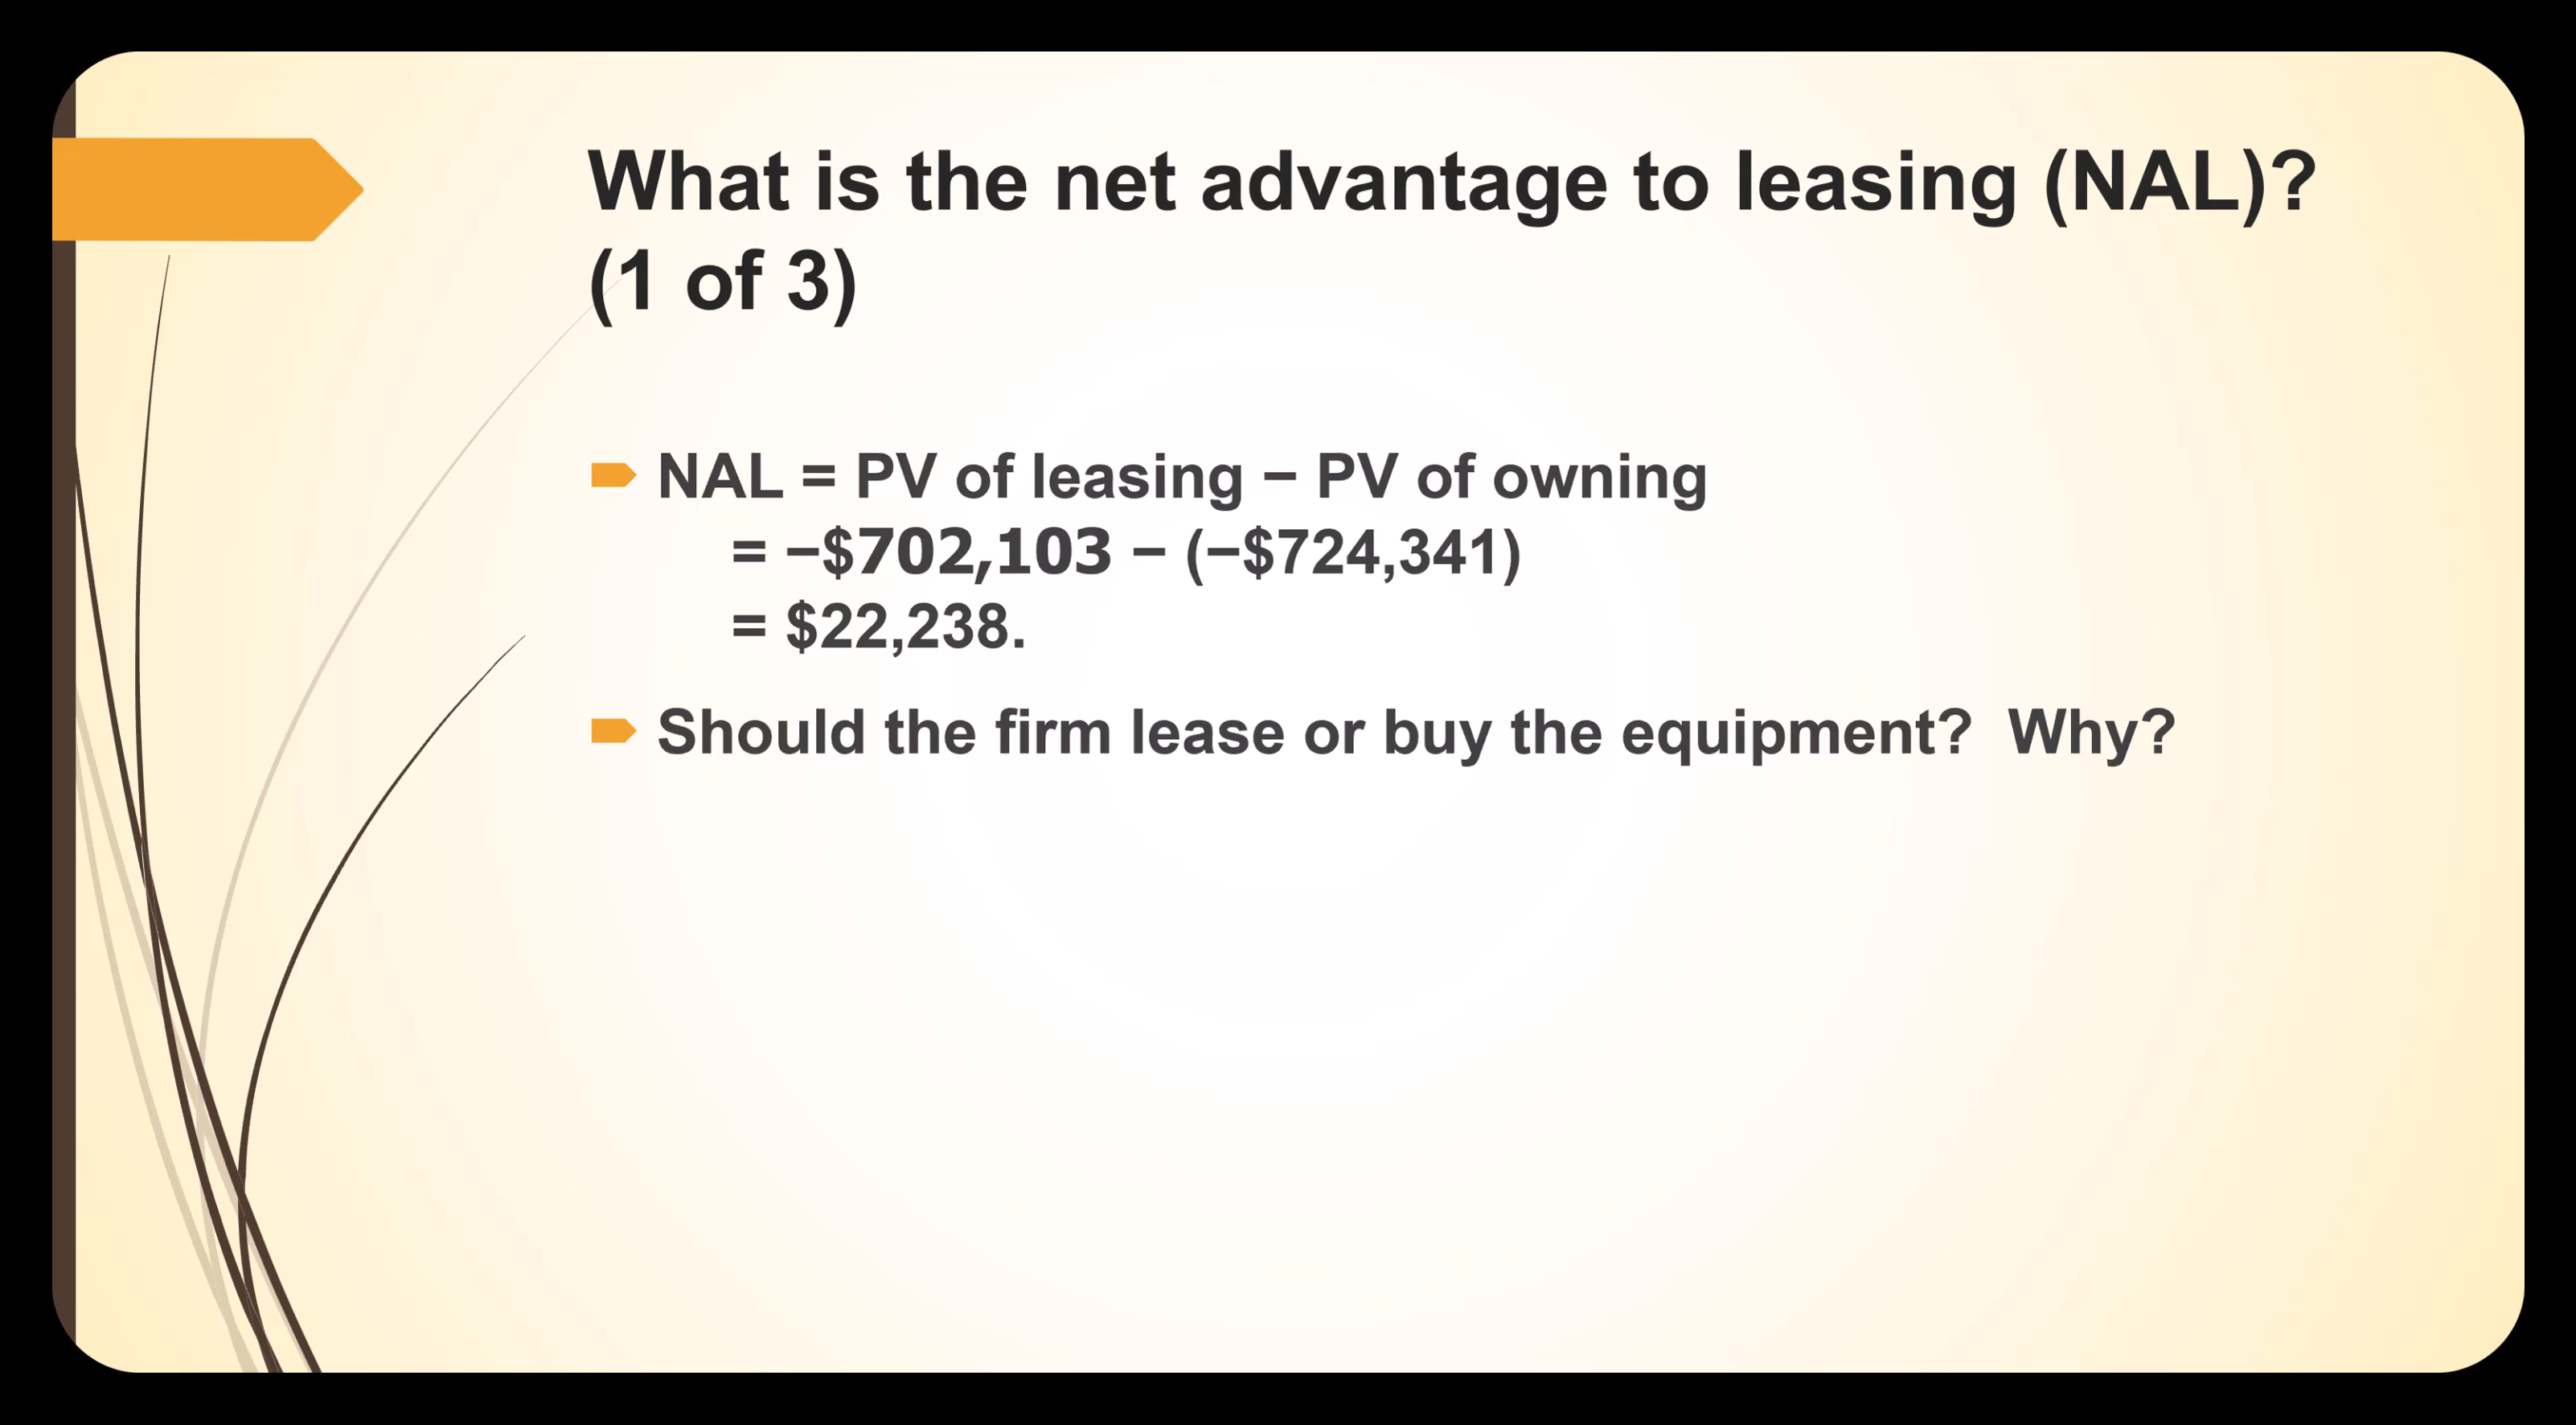 What is the net advantage to leasing (NAL)?
(1 of 3)
NAL = PV of leasing − PV of owning
= −$702,103 − (−$724,341)
= $22,238.
Should the firm lease or buy the equipment?  Why?